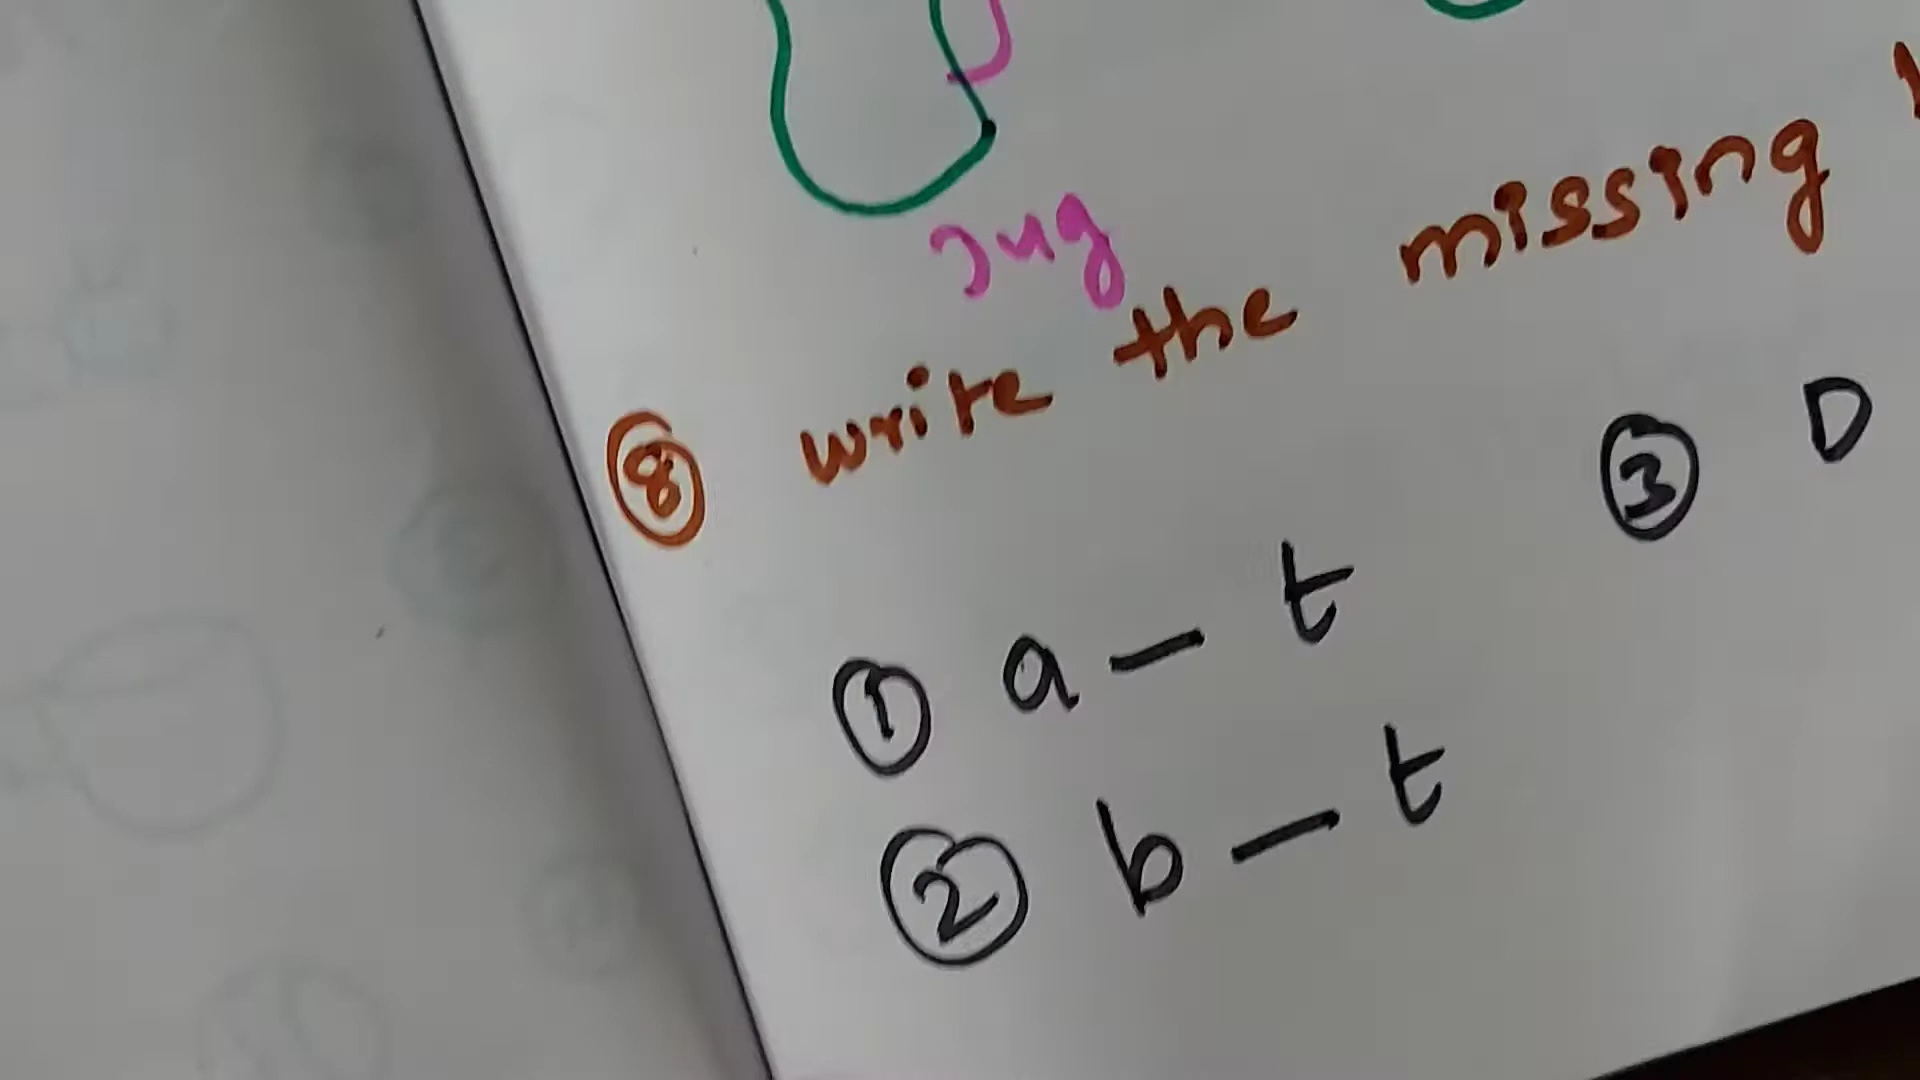 Jug
8 write the missing
1 a – t
2 b – t
3 D